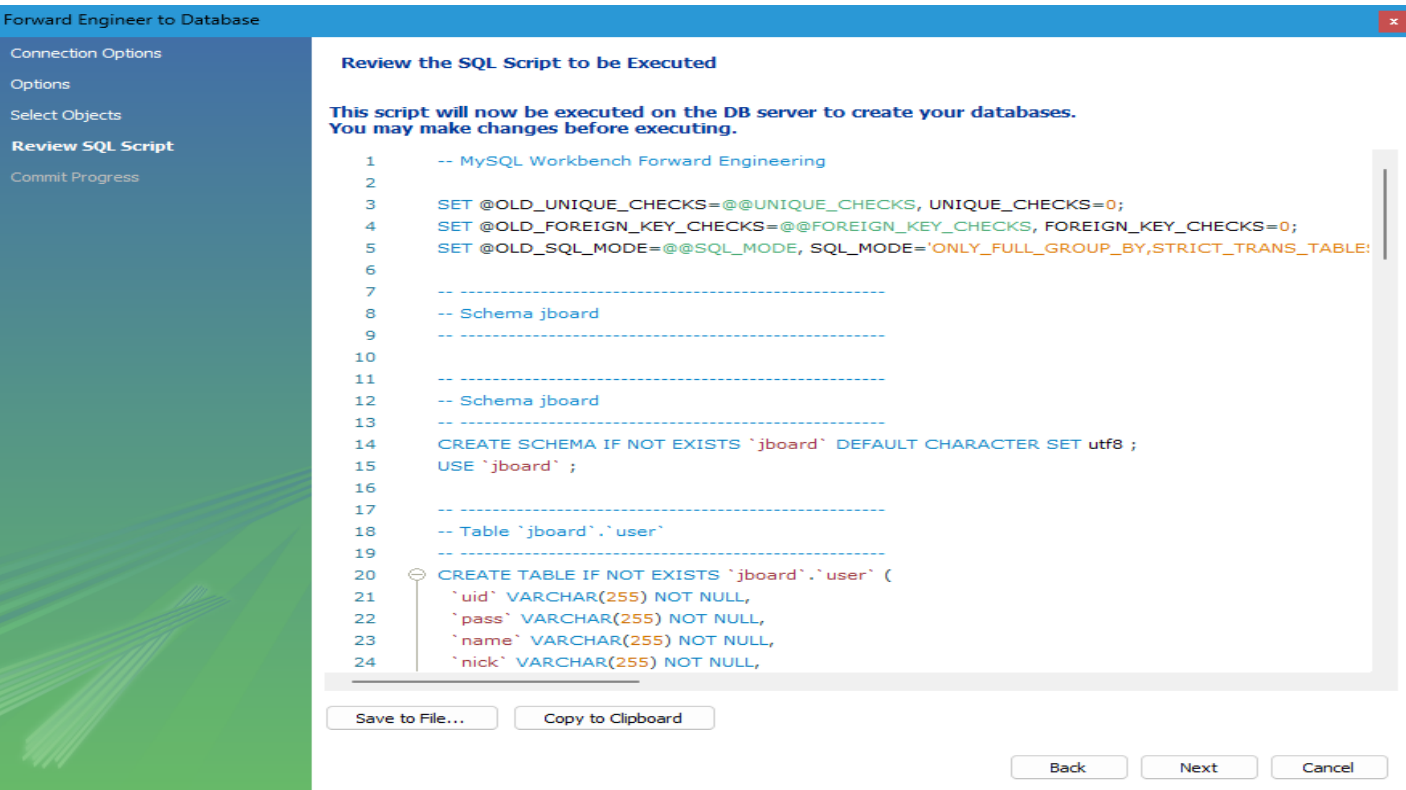 Forward Engineer to Database
Connection Options
Options
Select Objects
Review SQL Script
Commit Progress
Review the SQL Script to be Executed
This script will now be executed on the DB server to create your databases.
You may make changes before executing.
1 -- MySQL Workbench Forward Engineering
2
3 SET @OLD_UNIQUE_CHECKS=@@UNIQUE_CHECKS, UNIQUE_CHECKS=0;
4 SET @OLD_FOREIGN_KEY_CHECKS=@@FOREIGN_KEY_CHECKS, FOREIGN_KEY_CHECKS=0;
5 SET @OLD_SQL_MODE=@@SQL_MODE, SQL_MODE='ONLY_FULL_GROUP_BY,STRICT_TRANS_TABLES
6
7 -- -----------------------------------------------------
8 -- Schema jboard
9 -- -----------------------------------------------------
10
11 -- -----------------------------------------------------
12 -- Schema jboard
13 -- -----------------------------------------------------
14 CREATE SCHEMA IF NOT EXISTS `jboard` DEFAULT CHARACTER SET utf8 ;
15 USE `jboard` ;
16
17 -- -----------------------------------------------------
18 -- Table `jboard`.`user`
19 -- -----------------------------------------------------
20 CREATE TABLE IF NOT EXISTS `jboard`.`user` (
21 `uid` VARCHAR(255) NOT NULL,
22 `pass` VARCHAR(255) NOT NULL,
23 `name` VARCHAR(255) NOT NULL,
24 `nick` VARCHAR(255) NOT NULL,
Save to File...
Copy to Clipboard
Back
Next
Cancel